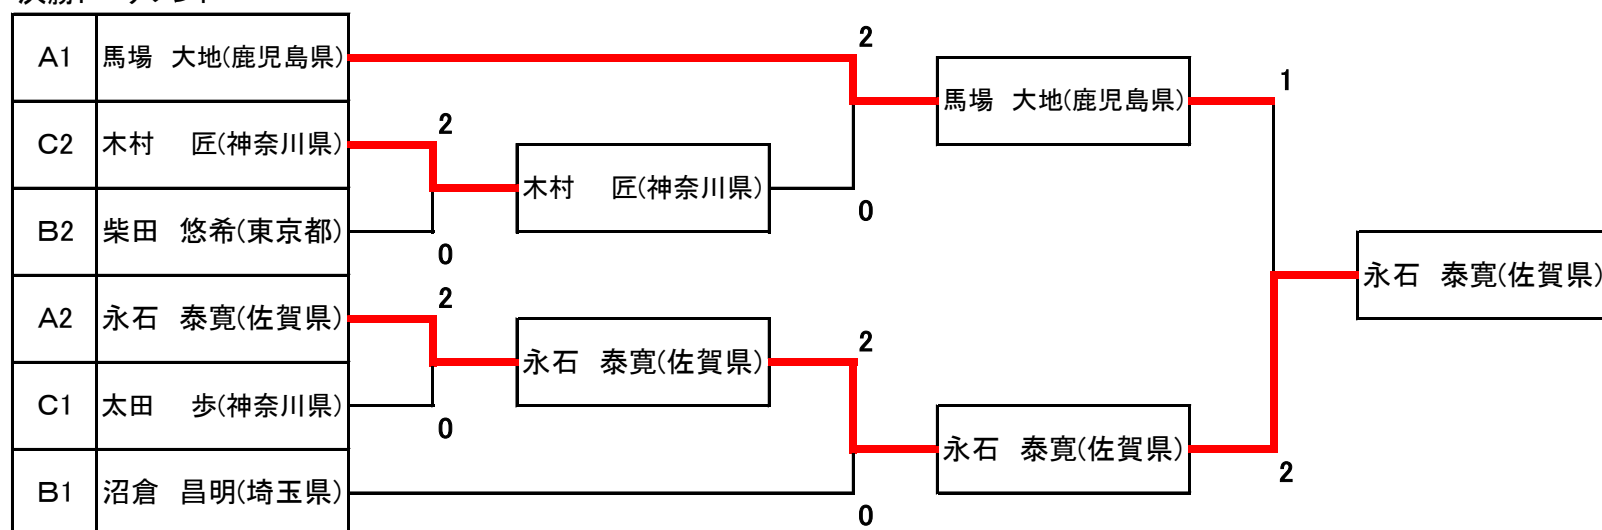 A1 馬場 大地(鹿児島県)
C2 木村 匠(神奈川県)
B2 柴田 悠希(東京都)
A2 永石 泰寛(佐賀県)
C1 太田 歩(神奈川県)
B1 沼倉 昌明(埼玉県)
2
0
2
0
木村 匠(神奈川県)
永石 泰寛(佐賀県)
2
0
2
0
馬場 大地(鹿児島県)
永石 泰寛(佐賀県)
1
2
永石 泰寛(佐賀県)